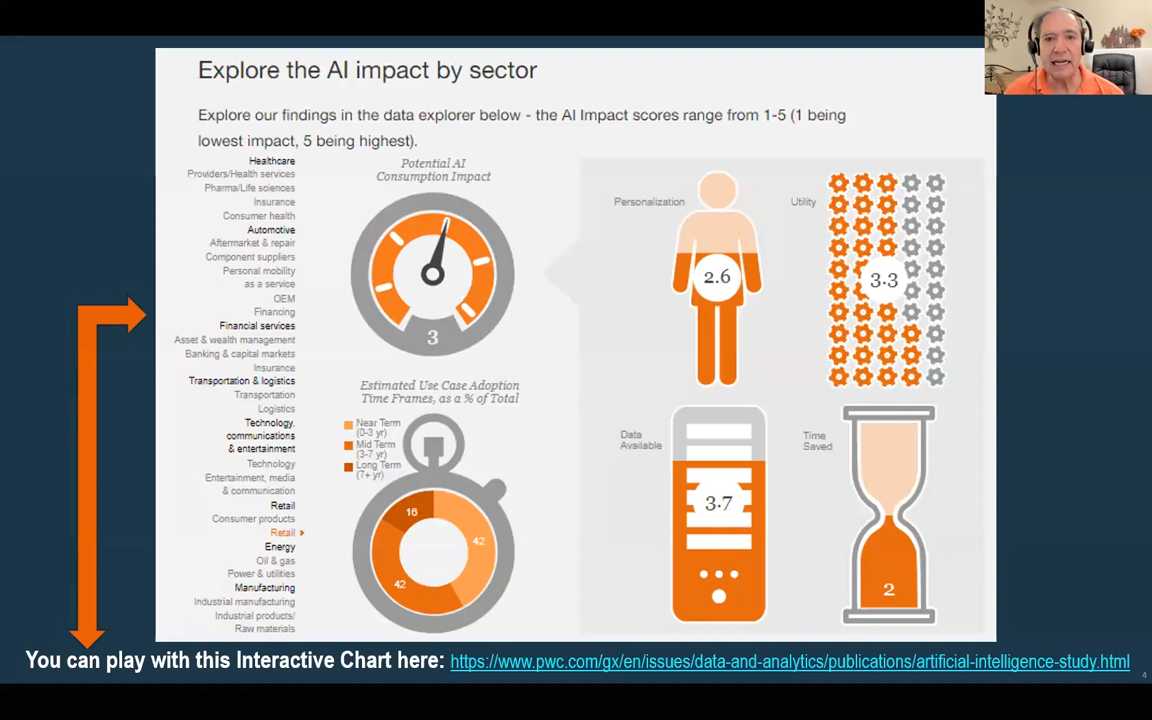 Explore the AI impact by sector
Explore our findings in the data explorer below - the AI Impact scores range from 1-5 (1 being
lowest impact, 5 being highest).
Healthcare
Providers/Health services
Pharma/Life sciences
Insurance
Consumer health
Automotive
Aftermarket & repair
Component suppliers
Personal mobility
as a service
OEM
Financing
Financial services
Asset & wealth management
Banking & capital markets
Insurance
Transportation & logistics
Transportation
Logistics
Technology,
communications
& entertainment
Technology
Entertainment, media
& communication
Retail
Consumer products
Retail
Energy
Oil & gas
Power & utilities
Manufacturing
Industrial manufacturing
Industrial products/
Raw materials
Potential AI
Consumption Impact
3
Estimated Use Case Adoption
Time Frames, as a % of Total
Near Term
(0-3 yr)
Mid Term
(3-7 yr)
Long Term
(7+ yr)
16
42
42
Personalization
2.6
Utility
3.3
Data
Available
3.7
Time
Saved
2
You can play with this Interactive Chart here: https://www.pwc.com/gx/en/issues/data-and-analytics/publications/artificial-intelligence-study.html
4